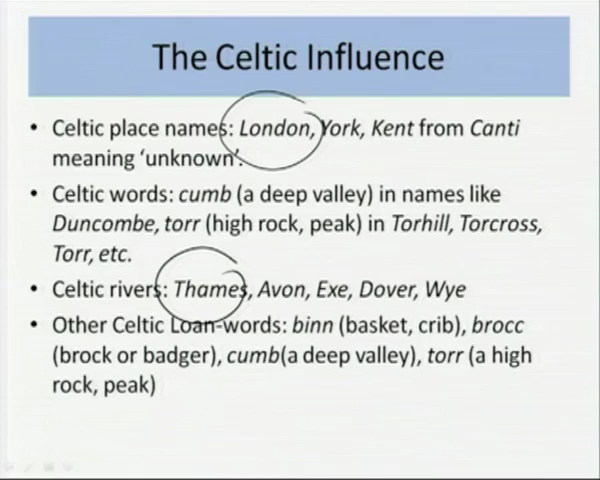 The Celtic Influence
• Celtic place names: London, York, Kent from Canti
meaning ‘unknown’.
• Celtic words: cumb (a deep valley) in names like
Duncombe, torr (high rock, peak) in Torhill, Torcross,
Torr, etc.
• Celtic rivers: Thames, Avon, Exe, Dover, Wye
• Other Celtic Loan-words: binn (basket, crib), brocc
(brock or badger), cumb(a deep valley), torr (a high
rock, peak)